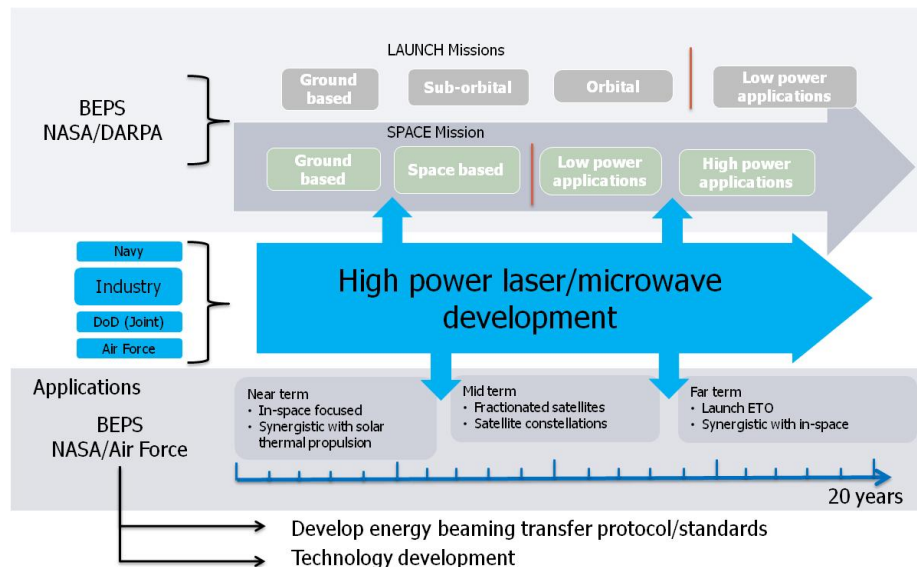 LAUNCH Missions
Ground
based
Sub-orbital
Orbital
Low power
applications
BEPS
NASA/DARPA
SPACE Mission
Ground
based
Space based
Low power
applications
High power
applications
Navy
Industry
DoD (Joint)
Air Force
High power laser/microwave
development
Applications
BEPS
NASA/Air Force
Near term
• In-space focused
• Synergistic with solar
thermal propulsion
Mid term
• Fractionated satellites
• Satellite constellations
Far term
• Launch ETO
• Synergistic with in-space
20 years
Develop energy beaming transfer protocol/standards
Technology development